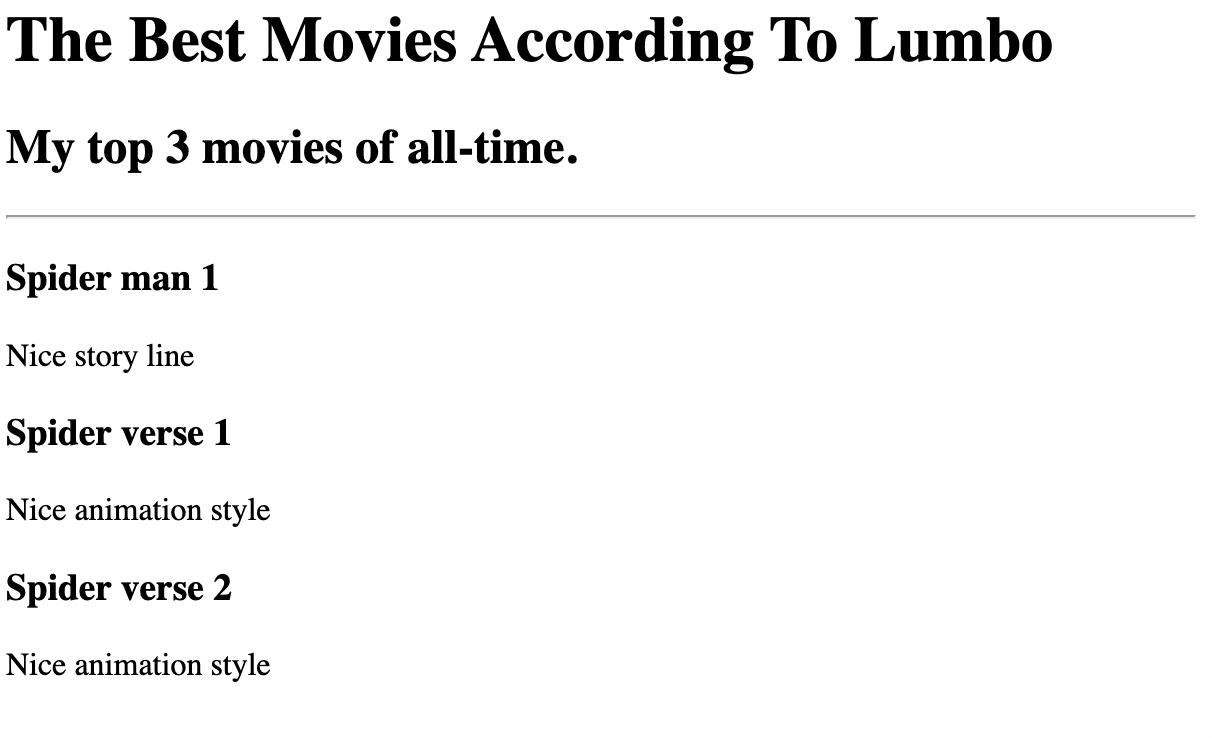 The Best Movies According To Lumbo
My top 3 movies of all-time.
Spider man 1
Nice story line
Spider verse 1
Nice animation style
Spider verse 2
Nice animation style